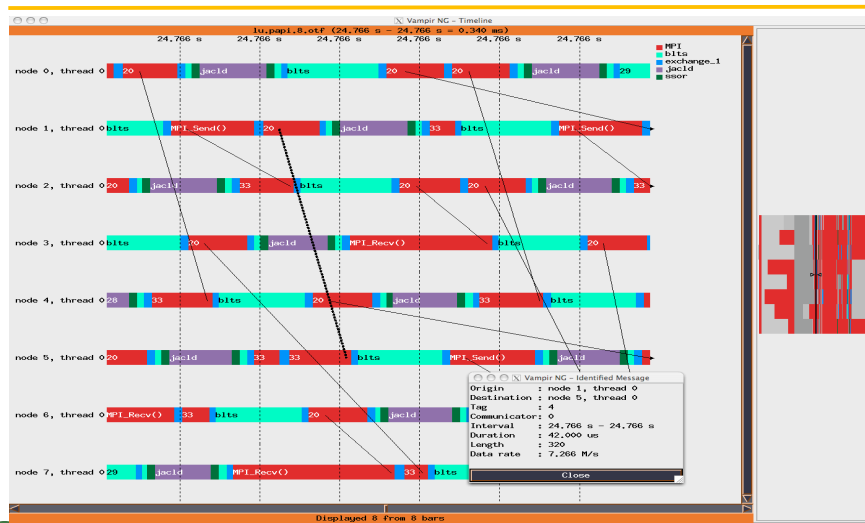 Vampir NG - Timeline
lu.papi.8.otf (24.766 s - 24.766 s = 0.340 ms)
24.766 s 24.766 s 24.766 s 24.766 s 24.766 s 24.766 s
MPI
blts
exchange_1
jacld
ssor
node 0, thread 0 20 jacld blts 20 20 jacld 29
node 1, thread 0 blts MPI_Send() 20 jacld 33 blts MPI_Send()
node 2, thread 0 20 jacld 33 blts 20 20 jacld 33
node 3, thread 0 blts 20 jacld MPI_Recv() blts 20
node 4, thread 0 28 33 blts 20 jacld 33 blts
node 5, thread 0 20 jacld 33 33 blts MPI_Send() jacld
node 6, thread 0 MPI_Recv() 33 blts 20 jacld
node 7, thread 0 29 jacld MPI_Recv() 33 blts
Vampir NG - Identified Message
Origin : node 1, thread 0
Destination : node 5, thread 0
Tag : 4
Communicator: 0
Interval : 24.766 s - 24.766 s
Duration : 42.000 us
Length : 320
Data rate : 7.266 M/s
Close
Displayed 8 from 8 bars